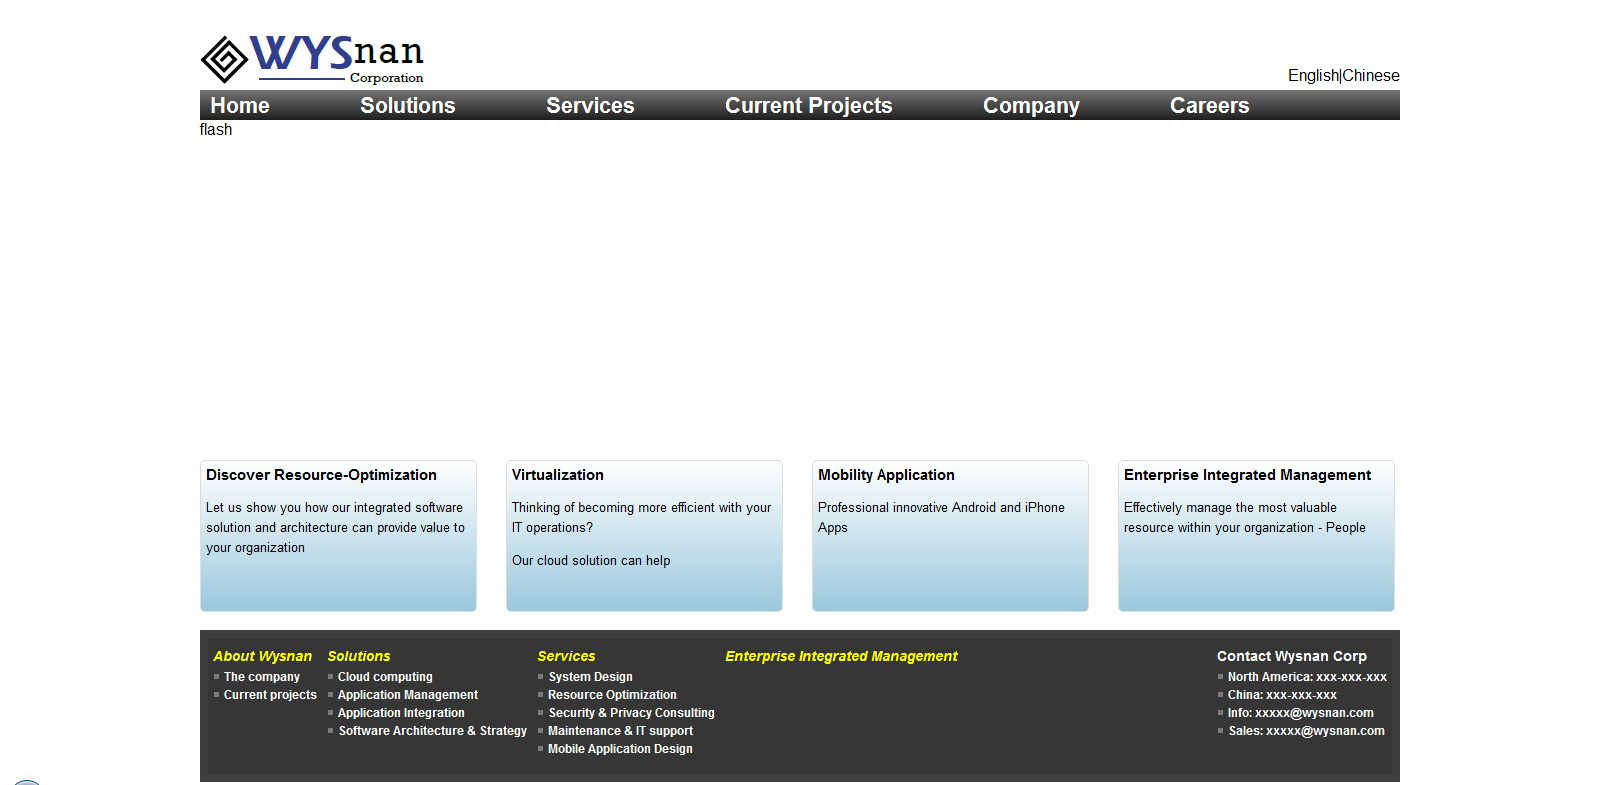 WYSnan
Corporation
English|Chinese
Home Solutions Services Current Projects Company Careers
flash
Discover Resource-Optimization
Let us show you how our integrated software
solution and architecture can provide value to
your organization
Virtualization
Thinking of becoming more efficient with your
IT operations?
Our cloud solution can help
Mobility Application
Professional innovative Android and iPhone
Apps
Enterprise Integrated Management
Effectively manage the most valuable
resource within your organization - People
About Wysnan
The company
Current projects
Solutions
Cloud computing
Application Management
Application Integration
Software Architecture & Strategy
Services
System Design
Resource Optimization
Security & Privacy Consulting
Maintenance & IT support
Mobile Application Design
Enterprise Integrated Management
Contact Wysnan Corp
North America: xxx-xxx-xxx
China: xxx-xxx-xxx
Info: xxxxx@wysnan.com
Sales: xxxxx@wysnan.com